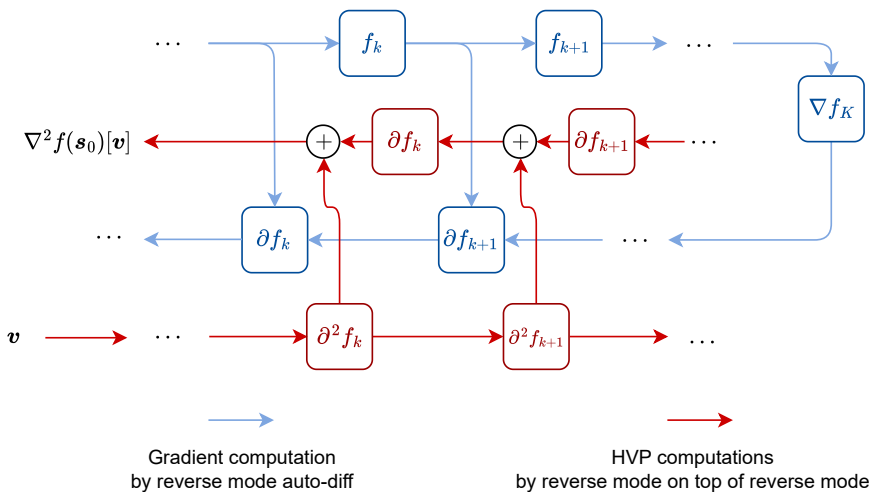 ⋯ f_k f_{k+1} ⋯
∇f_K
∇²f(s₀)[v] + ∂f_k + ∂f_{k+1} ⋯
⋯ ∂f_k ∂f_{k+1} ⋯
v ⋯ ∂²f_k ∂²f_{k+1} ⋯
Gradient computation
by reverse mode auto-diff
HVP computations
by reverse mode on top of reverse mode